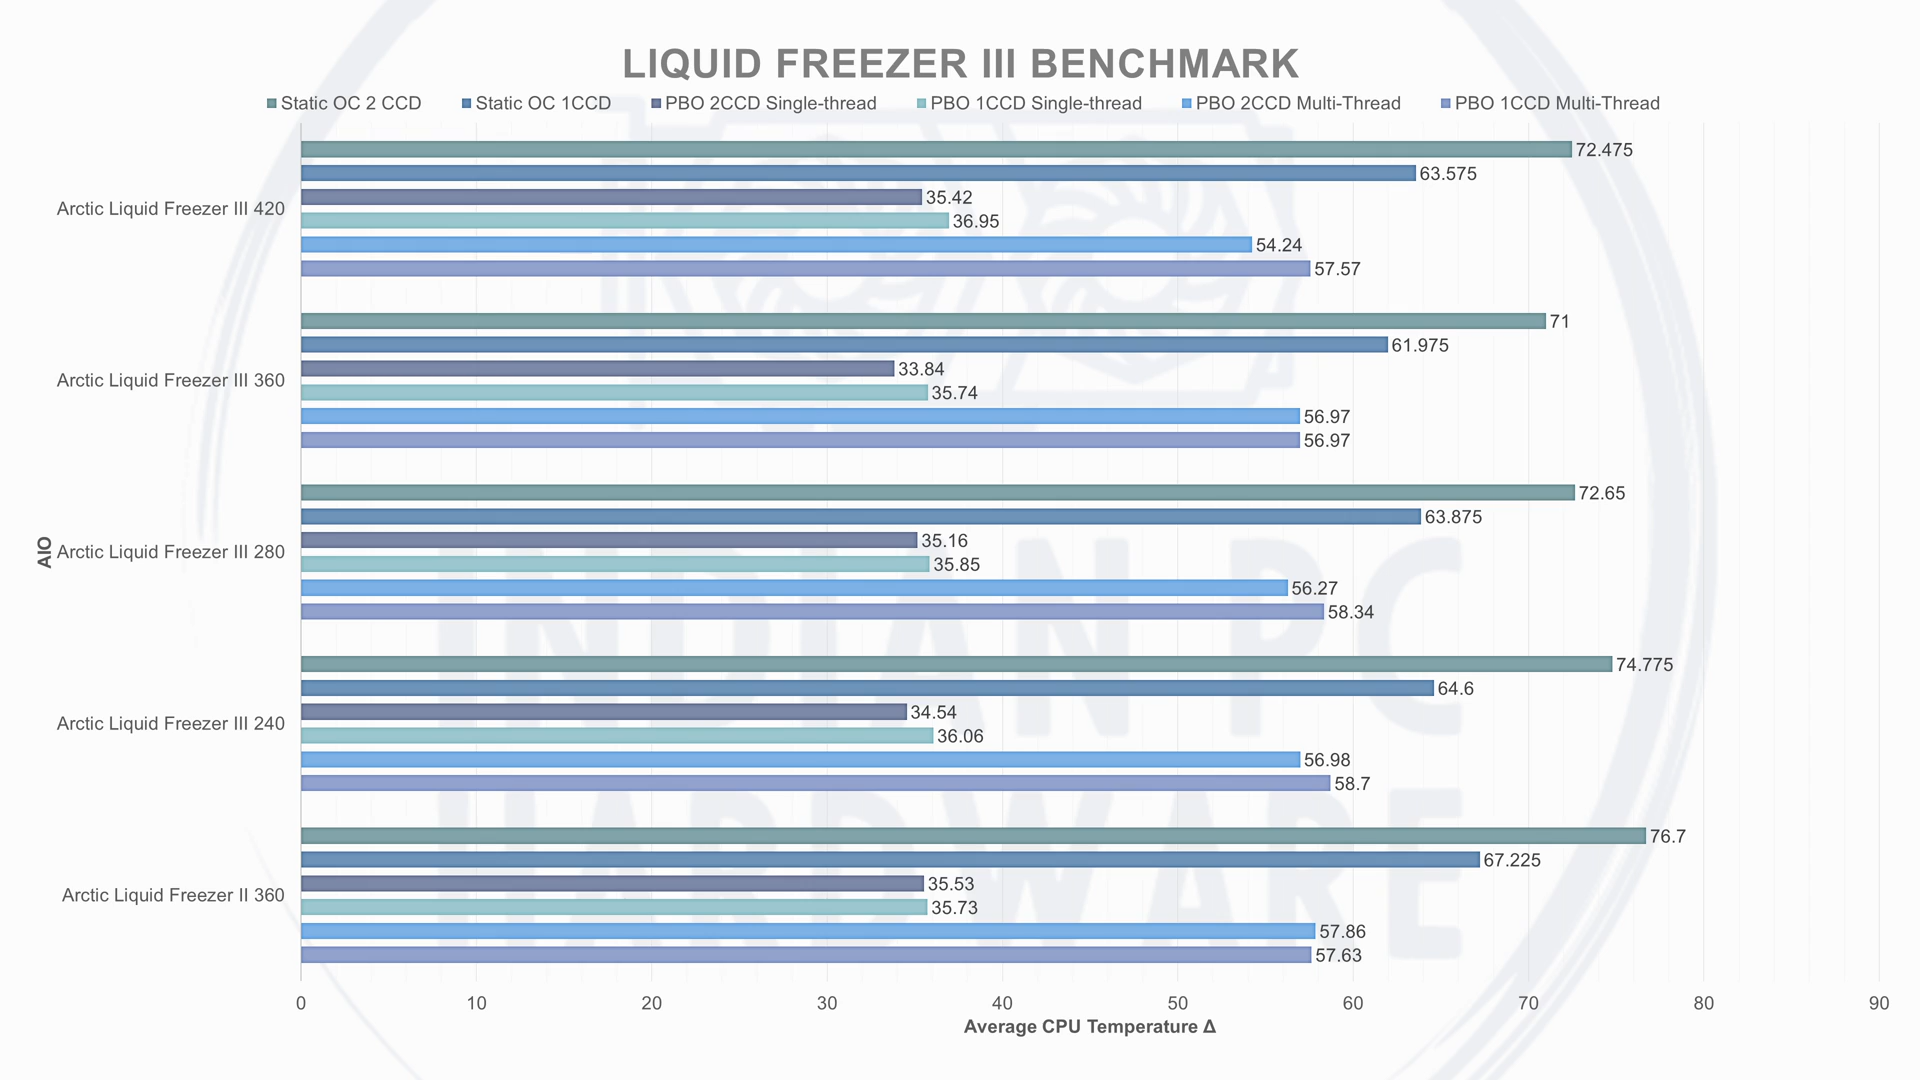 LIQUID FREEZER III BENCHMARK
Static OC 2 CCD Static OC 1CCD PBO 2CCD Single-thread PBO 1CCD Single-thread PBO 2CCD Multi-Thread PBO 1CCD Multi-Thread
72.475
63.575
35.42
Arctic Liquid Freezer III 420
36.95
54.24
57.57
71
61.975
33.84
Arctic Liquid Freezer III 360
35.74
56.97
56.97
72.65
63.875
35.16
AIO
Arctic Liquid Freezer III 280
35.85
56.27
58.34
74.775
64.6
34.54
Arctic Liquid Freezer III 240
36.06
56.98
58.7
76.7
67.225
35.53
Arctic Liquid Freezer II 360
35.73
57.86
57.63
0 10 20 30 40 50 60 70 80 90
Average CPU Temperature Δ
INDIAN PC
HARDWARE